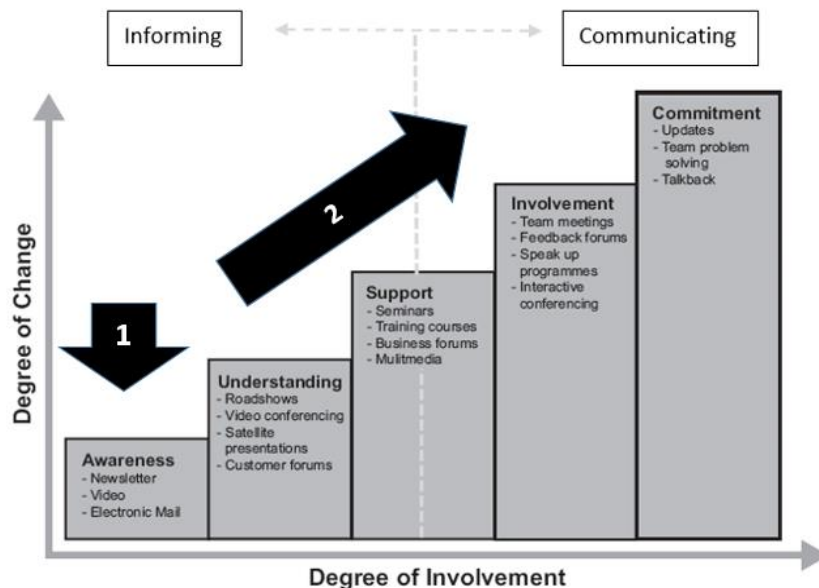 Informing
Communicating
Degree of Change
1
2
Awareness
- Newsletter
- Video
- Electronic Mail
Understanding
- Roadshows
- Video conferencing
- Satellite
presentations
- Customer forums
Support
- Seminars
- Training courses
- Business forums
- Mulitmedia
Involvement
- Team meetings
- Feedback forums
- Speak up
programmes
- Interactive
conferencing
Commitment
- Updates
- Team problem
solving
- Talkback
Degree of Involvement